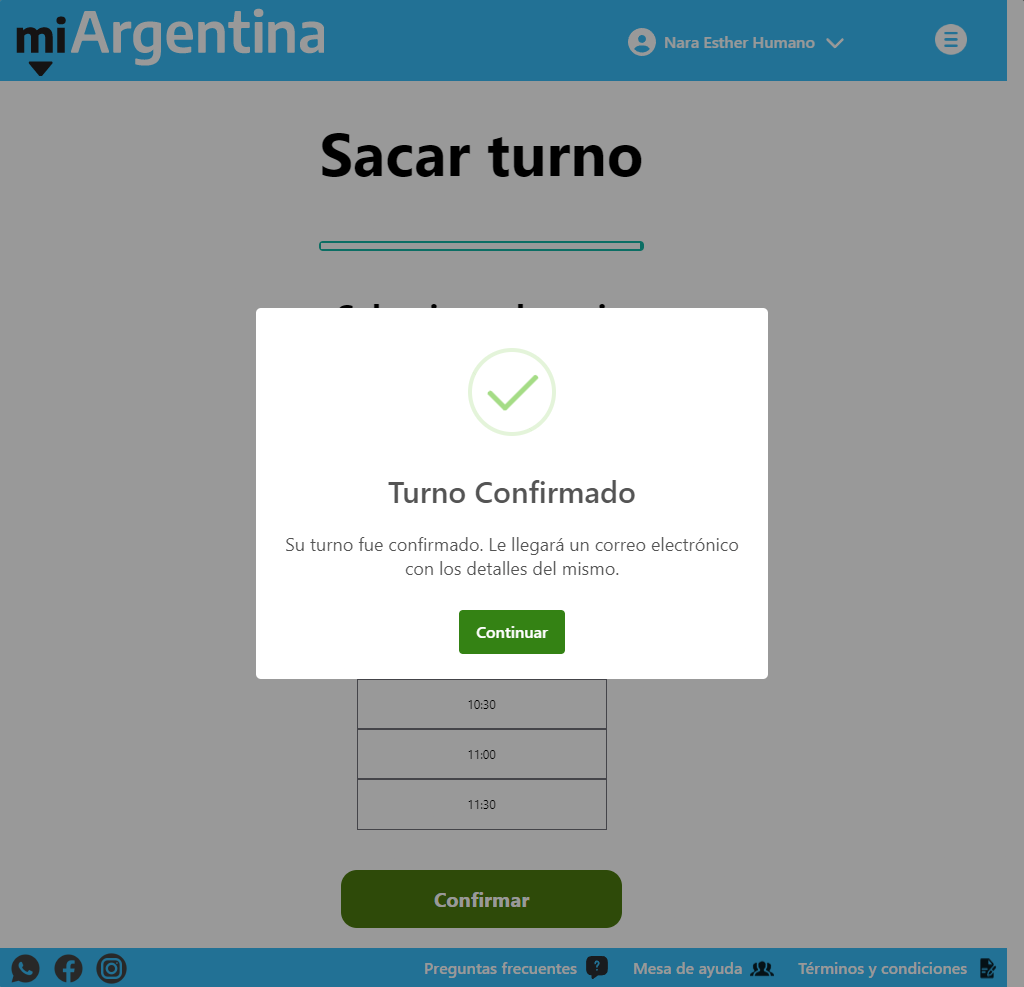 miArgentina
Nara Esther Humano
Sacar turno
Turno Confirmado
Su turno fue confirmado. Le llegará un correo electrónico
con los detalles del mismo.
Continuar
10:30
11:00
11:30
Confirmar
Preguntas frecuentes
Mesa de ayuda
Términos y condiciones